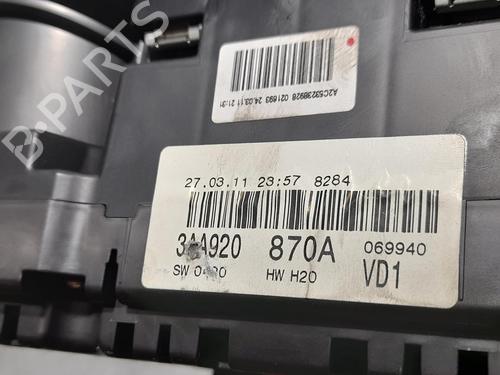 A2C53238928 021693 24.03.11 21:31
27.03.11 23:57 8284
3AA920 870A 069940
SW 0420 HW H20 VD1
B-PARTS